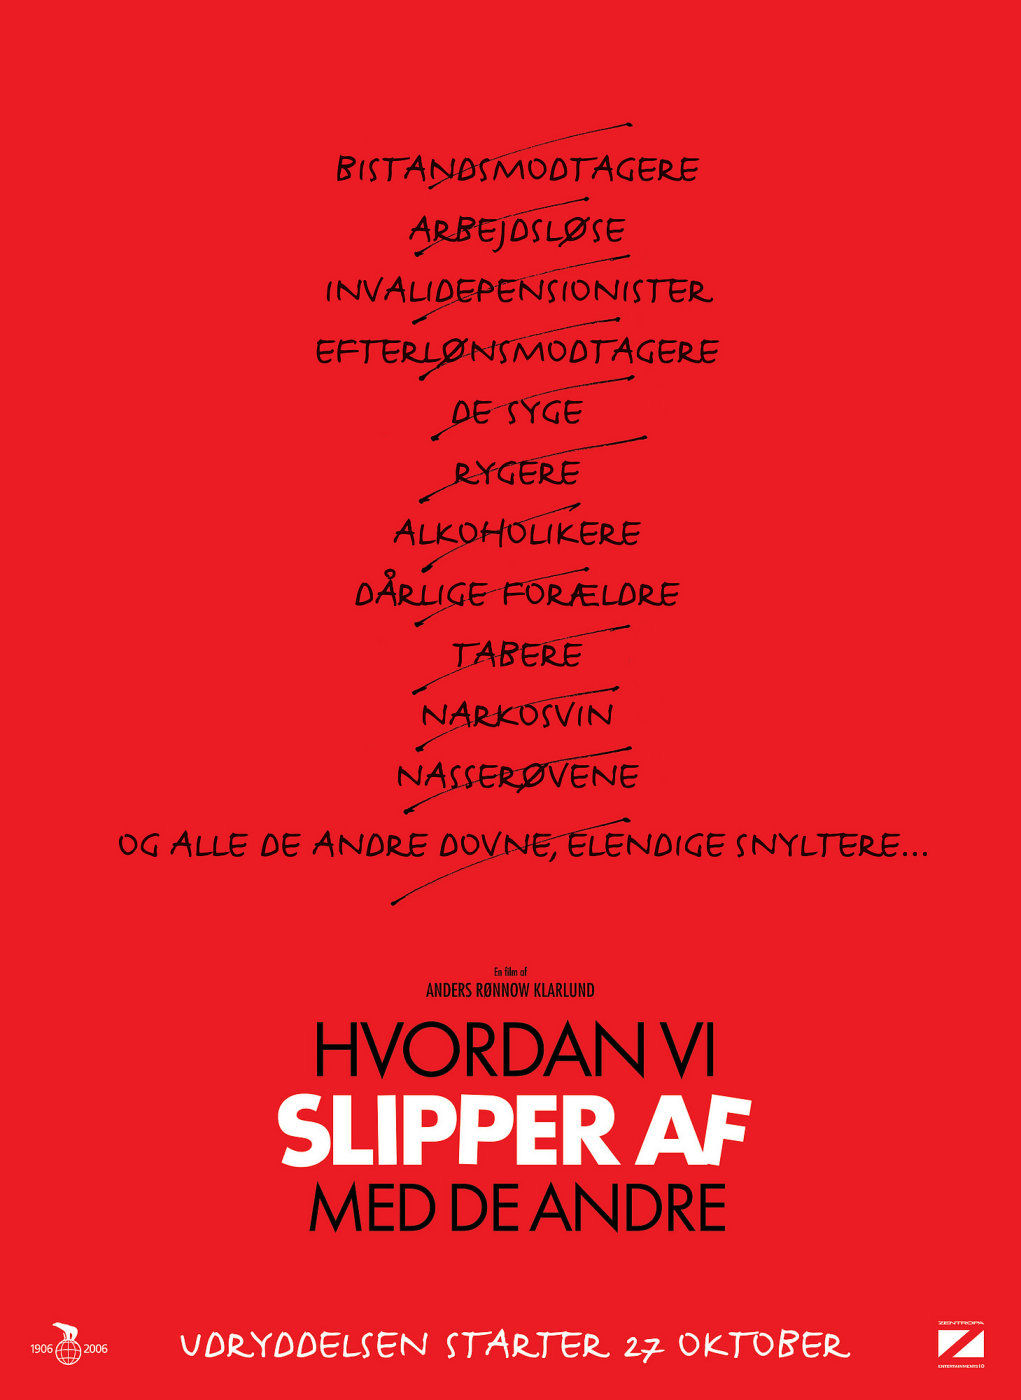 BISTANDSMODTAGERE
ARBEJDSLØSE
INVALIDEPENSIONISTER
EFTERLØNSMODTAGERE
DE SYGE
RYGERE
ALKOHOLIKERE
DÅRLIGE FORÆLDRE
TABERE
NARKOSVIN
NASSERØVENE
OG ALLE DE ANDRE DOVNE, ELENDIGE SNYLTERE...
En film af
ANDERS RØNNOW KLARLUND
HVORDAN VI
SLIPPER AF
MED DE ANDRE
1906 2006
UDRYDDELSEN STARTER 27 OKTOBER
ZENTROPA
ENTERTAINMENTS10